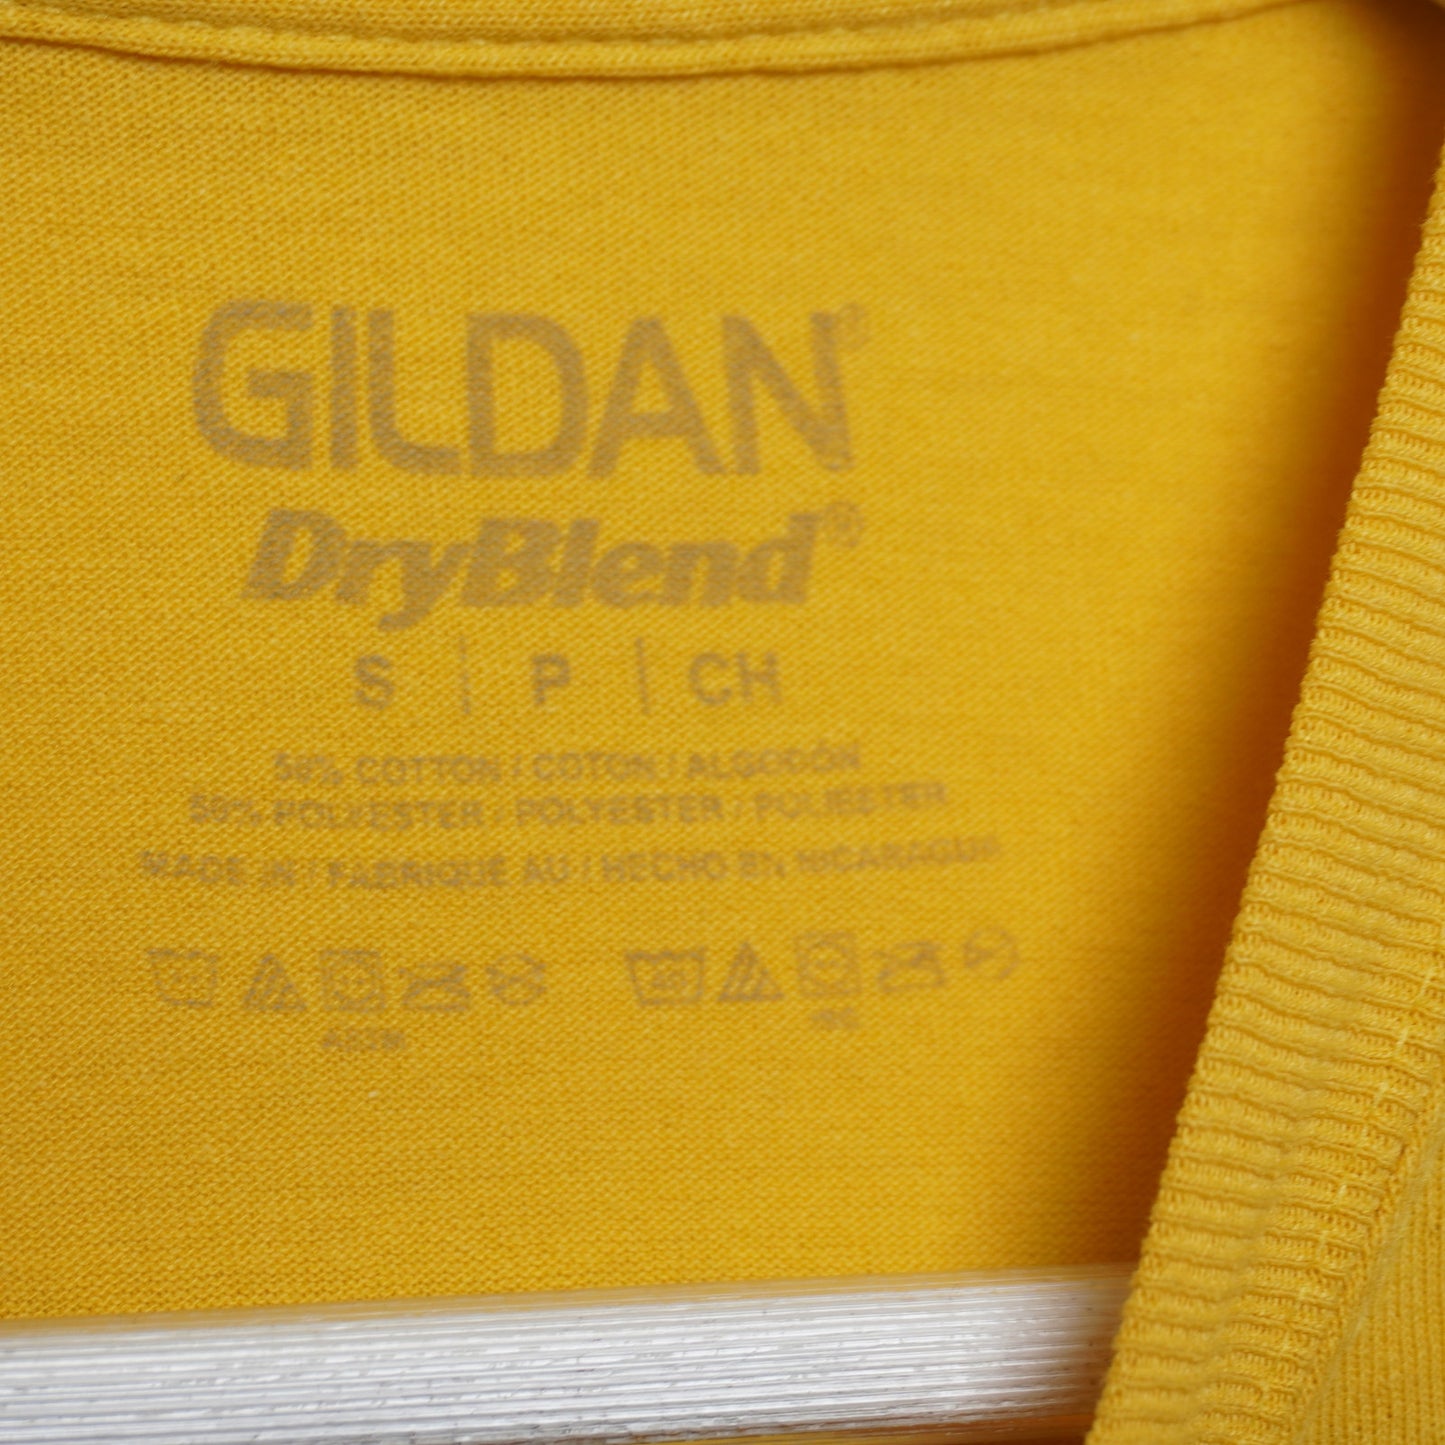 GILDAN®
DryBlend®
S | P | CH
50% COTTON / COTON / ALGODÓN
50% POLYESTER / POLYESTER / POLIÉSTER
MADE IN / FABRIQUÉ AU / HECHO EN NICARAGUA